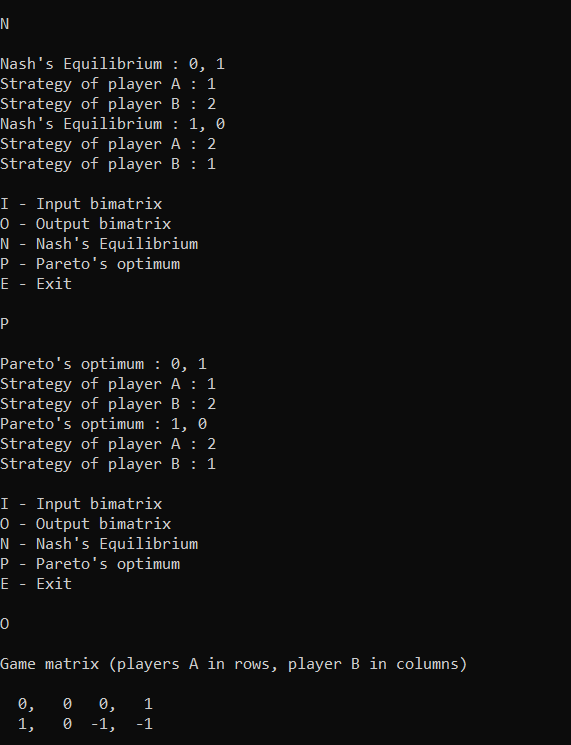 N
Nash's Equilibrium : 0, 1
Strategy of player A : 1
Strategy of player B : 2
Nash's Equilibrium : 1, 0
Strategy of player A : 2
Strategy of player B : 1
I - Input bimatrix
O - Output bimatrix
N - Nash's Equilibrium
P - Pareto's optimum
E - Exit
P
Pareto's optimum : 0, 1
Strategy of player A : 1
Strategy of player B : 2
Pareto's optimum : 1, 0
Strategy of player A : 2
Strategy of player B : 1
I - Input bimatrix
O - Output bimatrix
N - Nash's Equilibrium
P - Pareto's optimum
E - Exit
O
Game matrix (players A in rows, player B in columns)
0,   0   0,   1
1,   0  -1,  -1